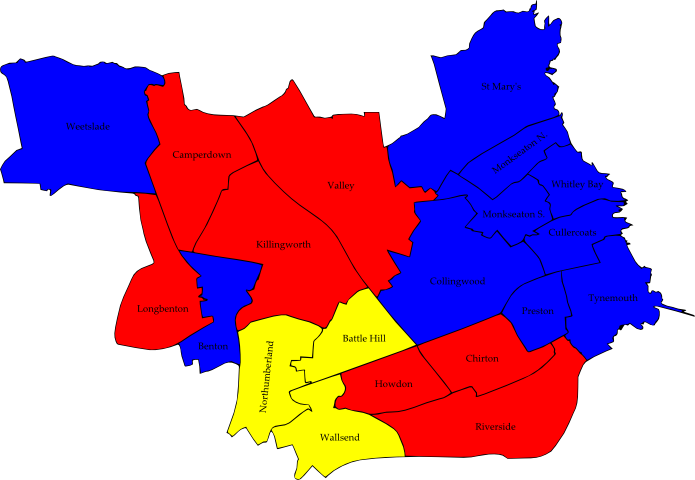 St Mary's
Weetslade
Monkseaton N.
Camperdown
Valley
Whitley Bay
Monkseaton S.
Cullercoats
Killingworth
Collingwood
Tynemouth
Longbenton
Preston
Benton
Battle Hill
Northumberland
Chirton
Howdon
Riverside
Wallsend